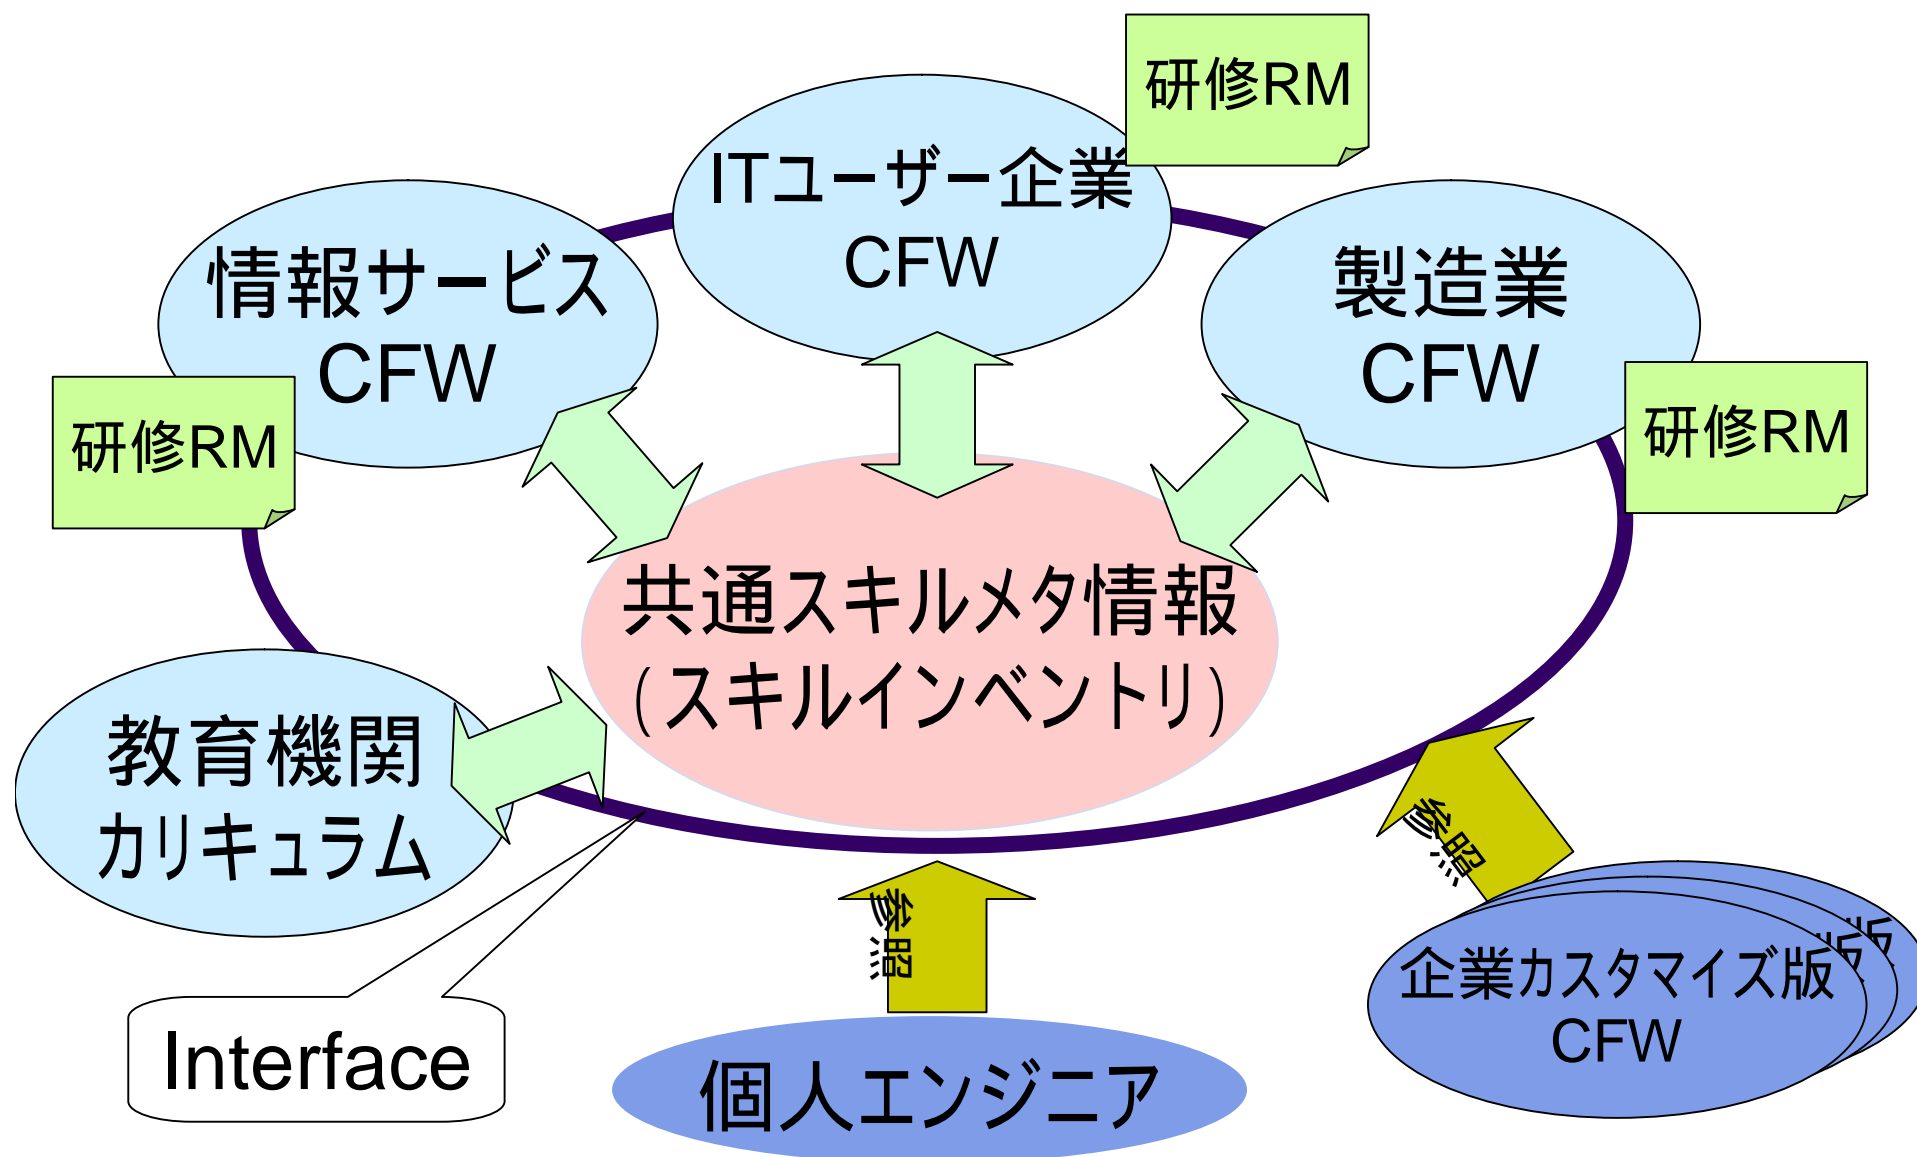 研修RM
ITユーザー企業
CFW
情報サービス
CFW
製造業
CFW
研修RM
研修RM
共通スキルメタ情報
(スキルインベントリ)
教育機関
カリキュラム
参照
参照
企業カスタマイズ版
CFW
版
版
Interface
個人エンジニア